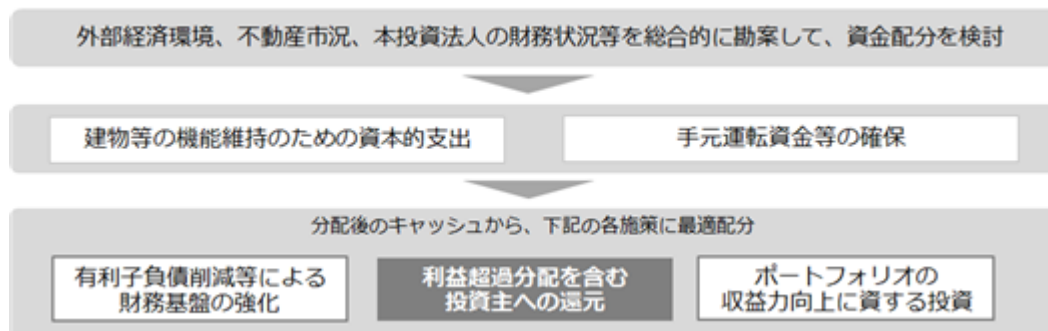 外部経済環境、不動産市況、本投資法人の財務状況等を総合的に勘案して、資金配分を検討
建物等の機能維持のための資本的支出
手元運転資金等の確保
分配後のキャッシュから、下記の各施策に最適配分
有利子負債削減等による
財務基盤の強化
利益超過分配を含む
投資主への還元
ポートフォリオの
収益力向上に資する投資